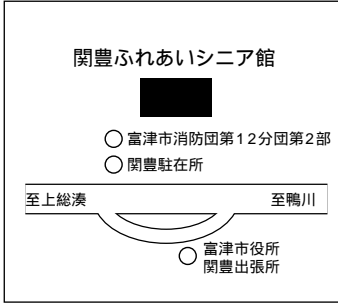 関豊ふれあいシニア館
富津市消防団第12分団第2部
関豊駐在所
至上総湊
至鴨川
富津市役所
関豊出張所